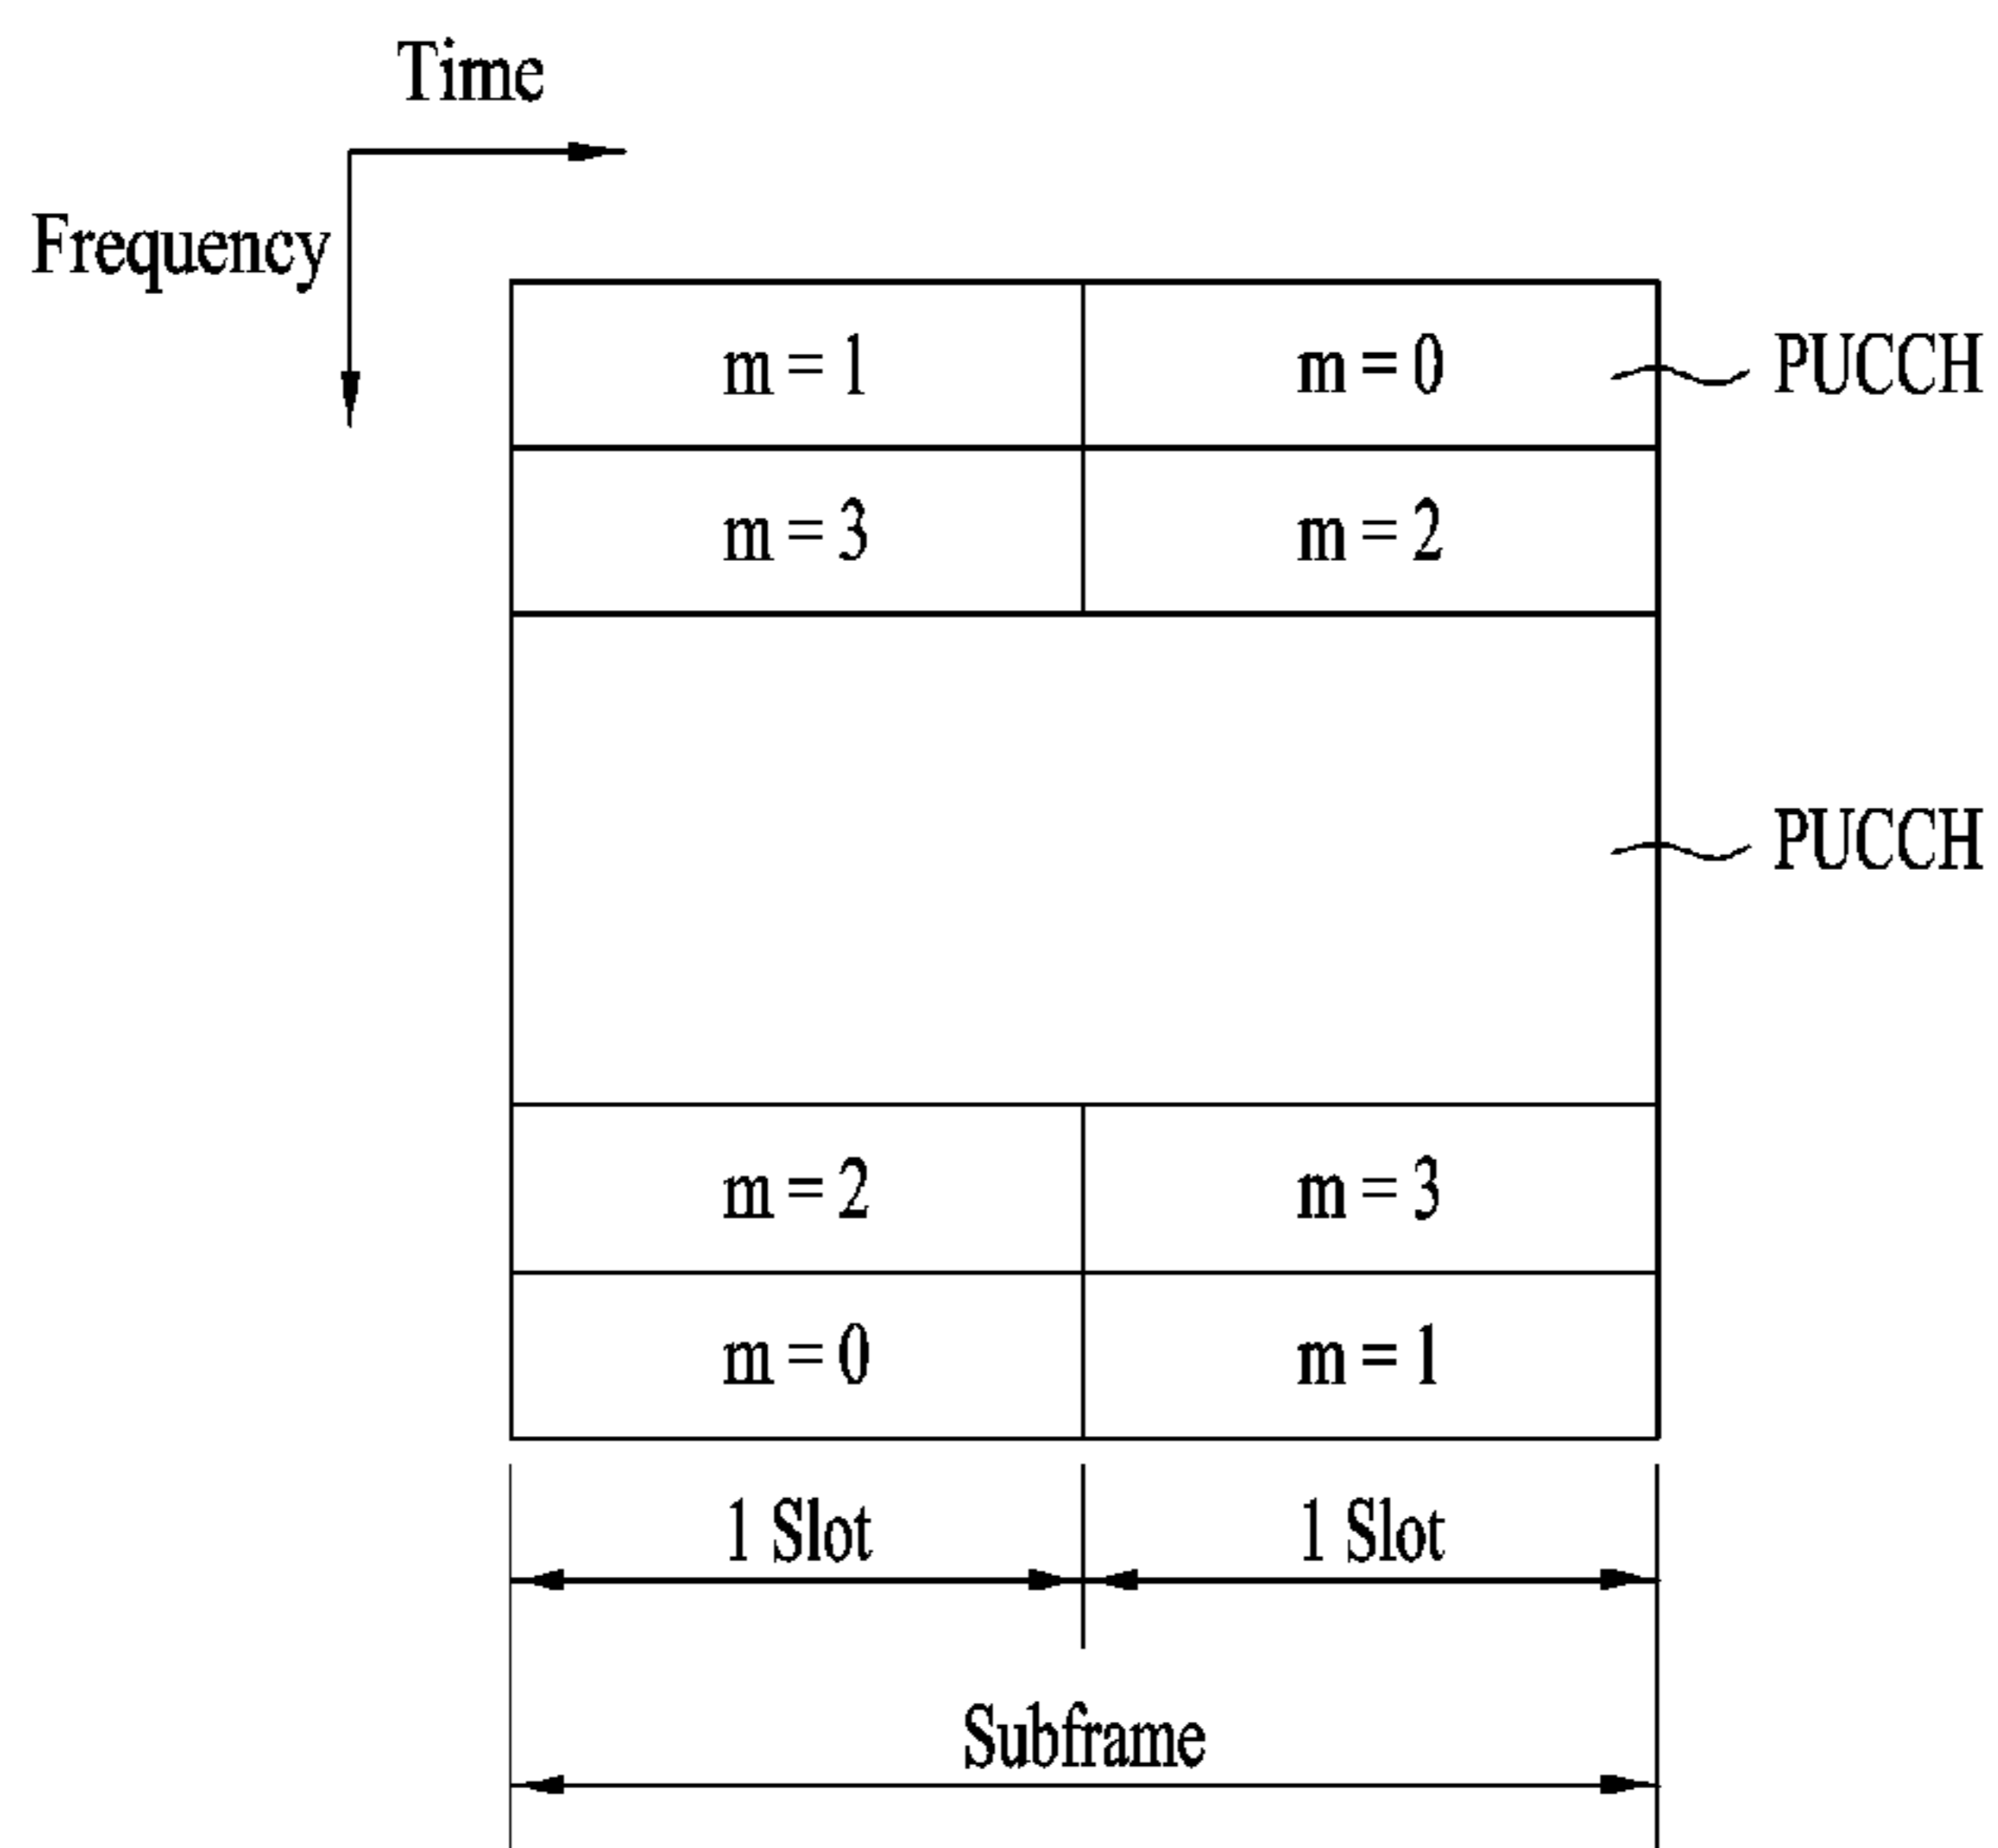 Time
Frequency
m = 1 m = 0 PUCCH
m = 3 m = 2
PUCCH
m = 2 m = 3
m = 0 m = 1
1 Slot 1 Slot
Subframe